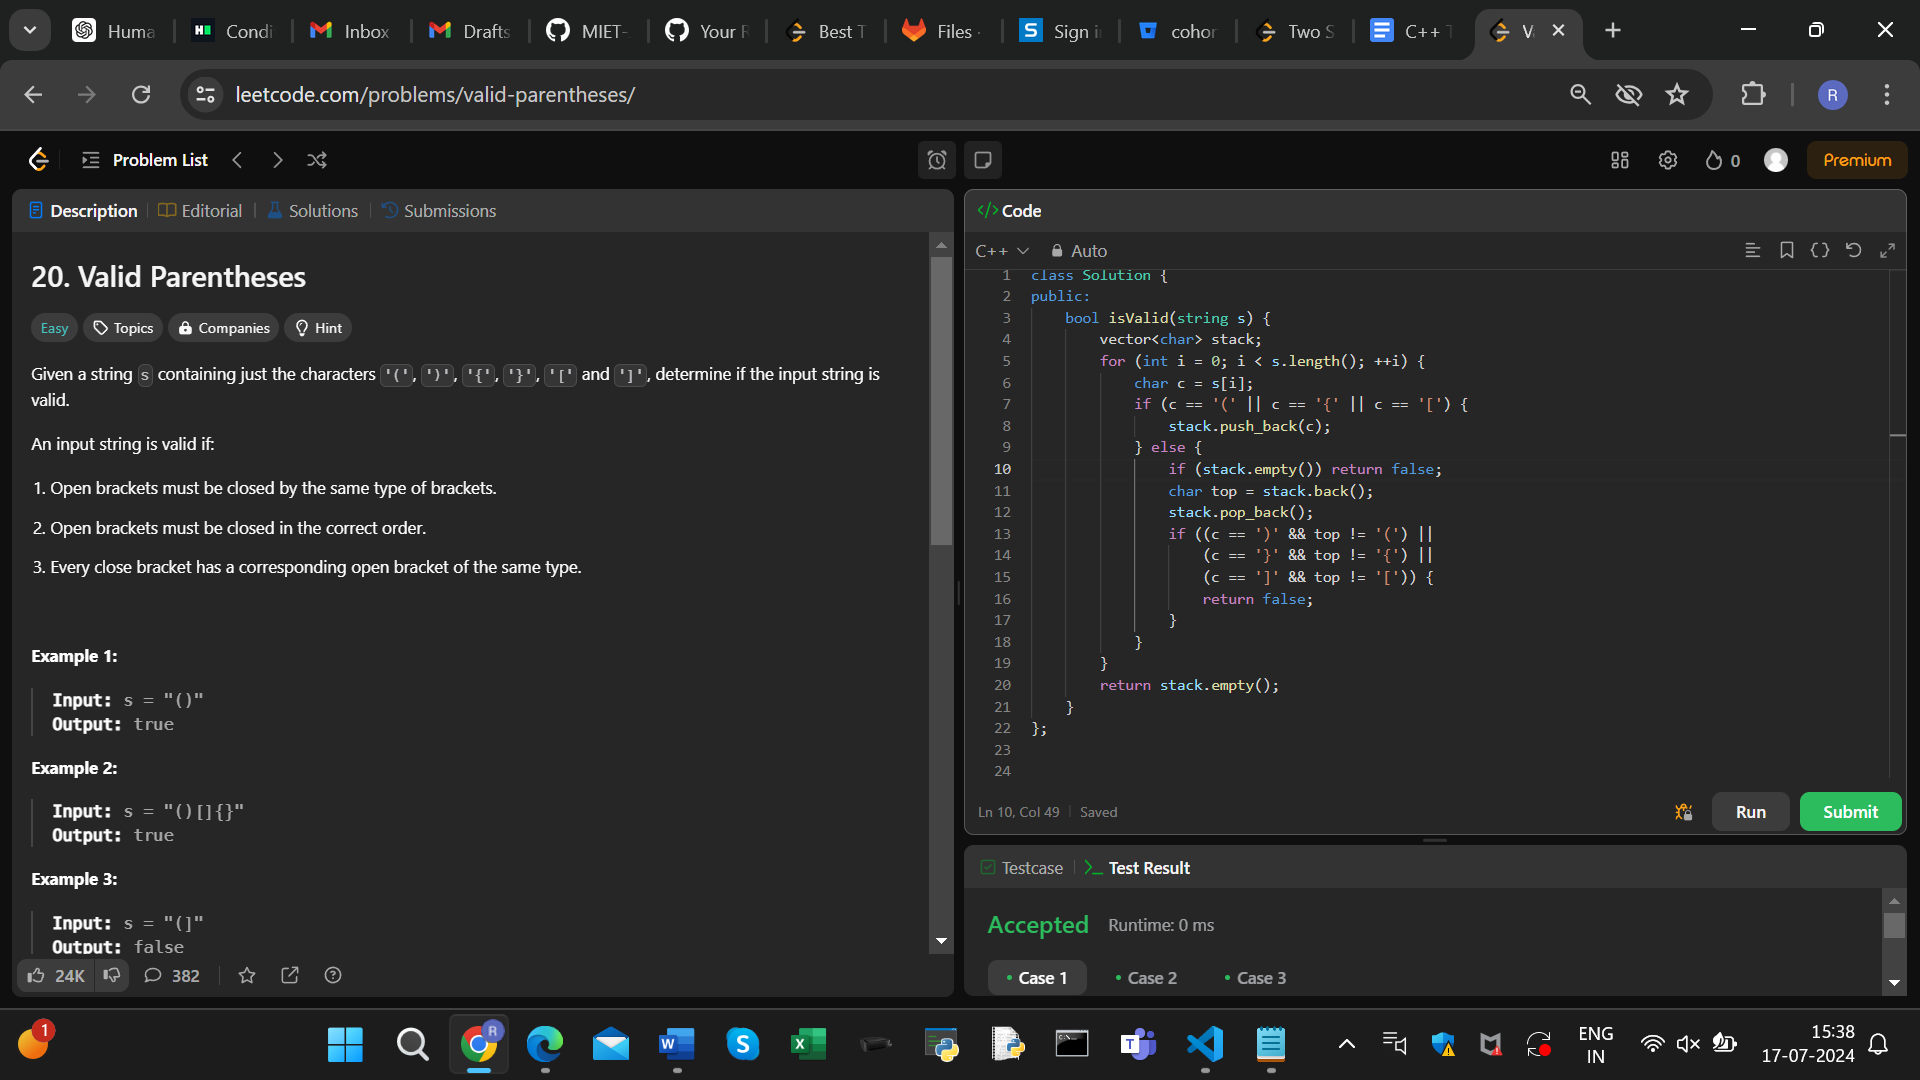 Huma
Condi
Inbox
Drafts
MIET-
Your R
Best T
Files
Sign i
cohor
Two S
C++ T
Va
leetcode.com/problems/valid-parentheses/
R
Problem List
0
Premium
Description
Editorial
Solutions
Submissions
20. Valid Parentheses
Easy
Topics
Companies
Hint
Given a string s containing just the characters '(', ')', '{', '}', '[' and ']', determine if the input string is
valid.
An input string is valid if:
1. Open brackets must be closed by the same type of brackets.
2. Open brackets must be closed in the correct order.
3. Every close bracket has a corresponding open bracket of the same type.
Example 1:
Input: s = "()"
Output: true
Example 2:
Input: s = "()[]{}"
Output: true
Example 3:
Input: s = "(]"
Output: false
24K
382
</> Code
C++
Auto
1 class Solution {
2 public:
3 bool isValid(string s) {
4 vector<char> stack;
5 for (int i = 0; i < s.length(); ++i) {
6 char c = s[i];
7 if (c == '(' || c == '{' || c == '[') {
8 stack.push_back(c);
9 } else {
10 if (stack.empty()) return false;
11 char top = stack.back();
12 stack.pop_back();
13 if ((c == ')' && top != '(') ||
14 (c == '}' && top != '{') ||
15 (c == ']' && top != '[')) {
16 return false;
17 }
18 }
19 }
20 return stack.empty();
21 }
22 };
23
24
Ln 10, Col 49
Saved
Run
Submit
Testcase
Test Result
Accepted
Runtime: 0 ms
Case 1
Case 2
Case 3
1
R
ENG
IN
15:38
17-07-2024